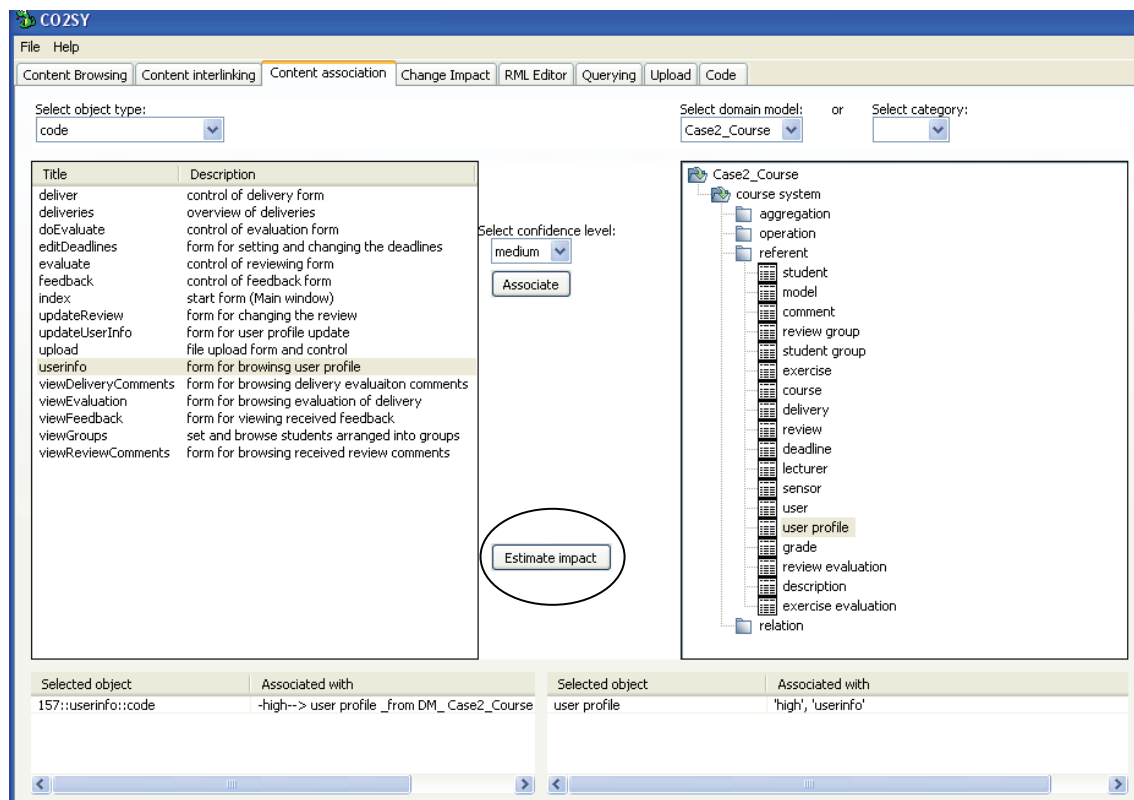 CO2SY
File Help
Content Browsing Content interlinking Content association Change Impact RML Editor Querying Upload Code
Select object type:
code
Select domain model: or Select category:
Case2_Course
Title Description
deliver control of delivery form
deliveries overview of deliveries
doEvaluate control of evaluation form
editDeadlines form for setting and changing the deadlines
evaluate control of reviewing form
feedback control of feedback form
index start form (Main window)
updateReview form for changing the review
updateUserInfo form for user profile update
upload file upload form and control
userinfo form for browinsg user profile
viewDeliveryComments form for browsing delivery evaluaiton comments
viewEvaluation form for browsing evaluation of delivery
viewFeedback form for viewing received feedback
viewGroups set and browse students arranged into groups
viewReviewComments form for browsing received review comments
Select confidence level:
medium
Associate
Estimate impact
Case2_Course
course system
aggregation
operation
referent
student
model
comment
review group
student group
exercise
course
delivery
review
deadline
lecturer
sensor
user
user profile
grade
review evaluation
description
exercise evaluation
relation
Selected object Associated with
157::userinfo::code -high--> user profile _from DM_ Case2_Course
Selected object Associated with
user profile 'high', 'userinfo'